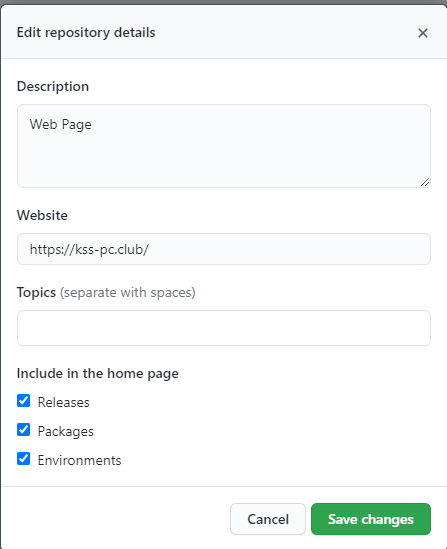 Edit repository details
Description
Web Page
Website
https://kss-pc.club/
Topics (separate with spaces)
Include in the home page
Releases
Packages
Environments
Cancel
Save changes